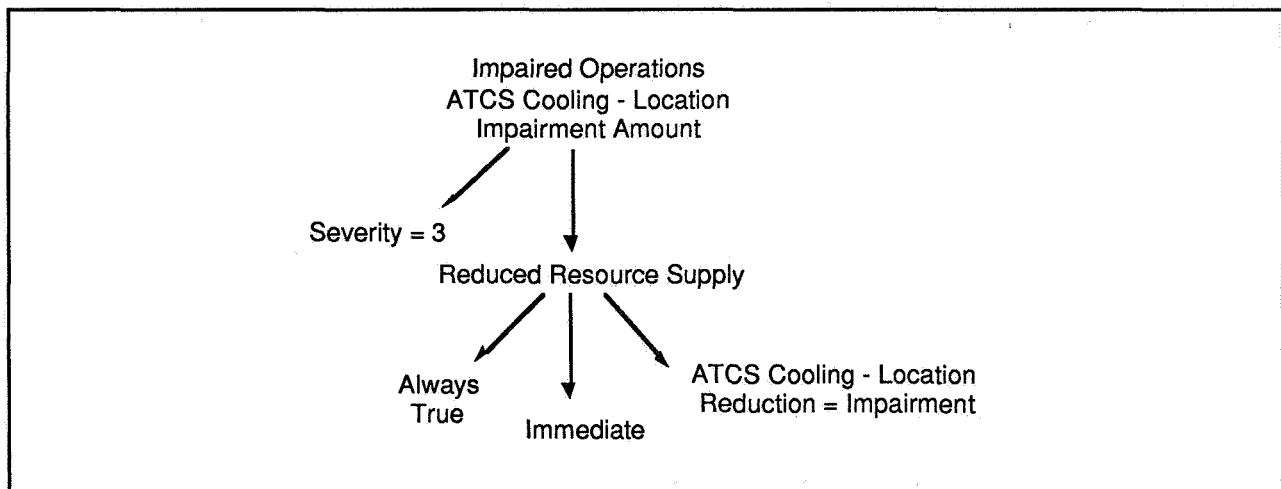 Impaired Operations
ATCS Cooling - Location
Impairment Amount
Severity = 3
Reduced Resource Supply
Always
True
Immediate
ATCS Cooling - Location
Reduction = Impairment